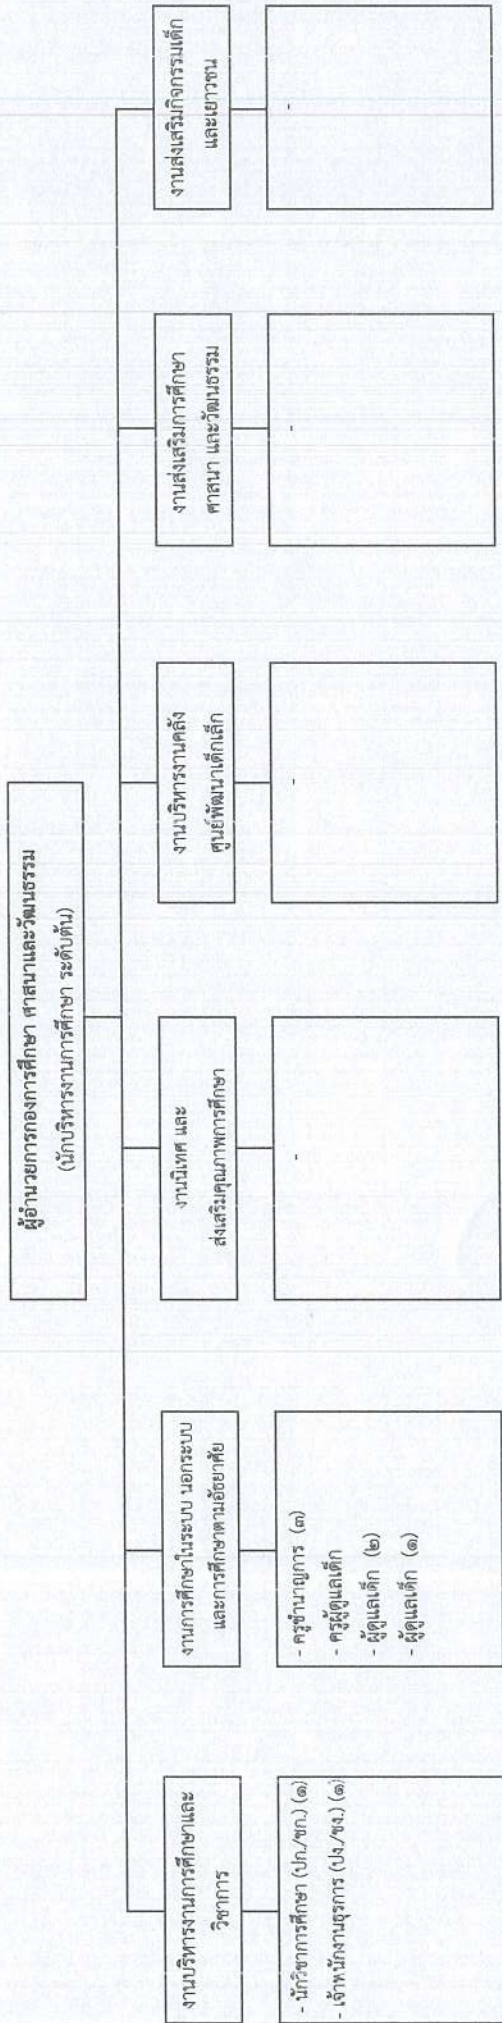 ผู้อำนวยการกองการศึกษา ศาสนาและวัฒนธรรม
(นักบริหารงานการศึกษา ระดับต้น)
งานบริหารงานการศึกษาและ
วิชาการ
- นักวิชาการศึกษา (ปก./ชก.) (๑)
- เจ้าพนักงานธุรการ (ปง./ชง.) (๑)
งานการศึกษาในระบบ นอกระบบ
และการศึกษาตามอัธยาศัย
- ครูชำนาญการ (๓)
- ครูผู้ดูแลเด็ก
- ผู้ดูแลเด็ก (๒)
- ผู้ดูแลเด็ก (๑)
งานนิเทศ และ
ส่งเสริมคุณภาพการศึกษา
-
งานบริหารงานคลัง
ศูนย์พัฒนาเด็กเล็ก
-
งานส่งเสริมการศึกษา
ศาสนา และวัฒนธรรม
-
งานส่งเสริมกิจกรรมเด็ก
และเยาวชน
-